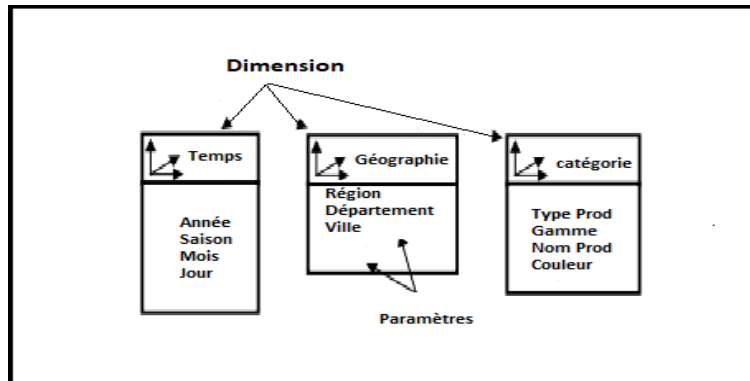 Dimension
Temps
Année
Saison
Mois
Jour
Géographie
Région
Département
Ville
catégorie
Type Prod
Gamme
Nom Prod
Couleur
Paramètres